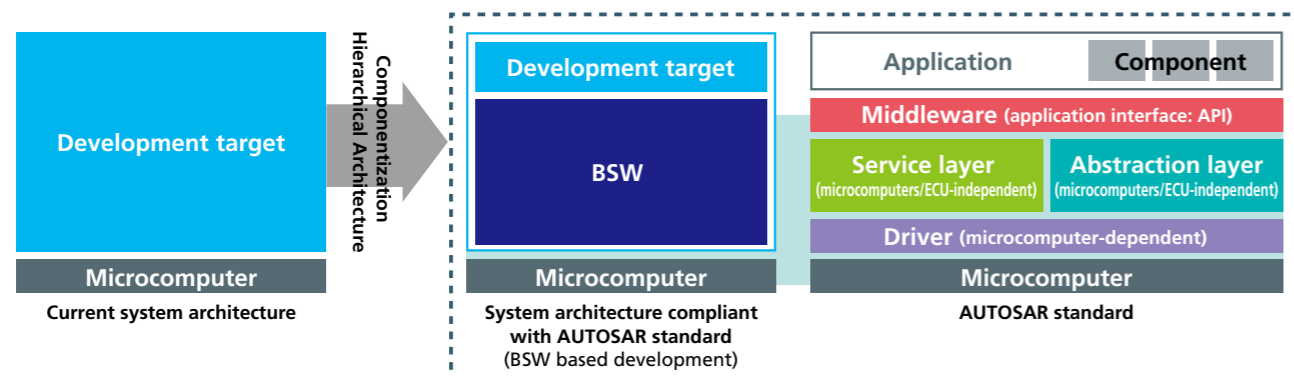 Development target
Microcomputer
Current system architecture
Componentization
Hierarchical Architecture
Development target
BSW
Microcomputer
System architecture compliant
with AUTOSAR standard
(BSW based development)
Application
Component
Middleware (application interface: API)
Service layer
(microcomputers/ECU-independent)
Abstraction layer
(microcomputers/ECU-independent)
Driver (microcomputer-dependent)
Microcomputer
AUTOSAR standard